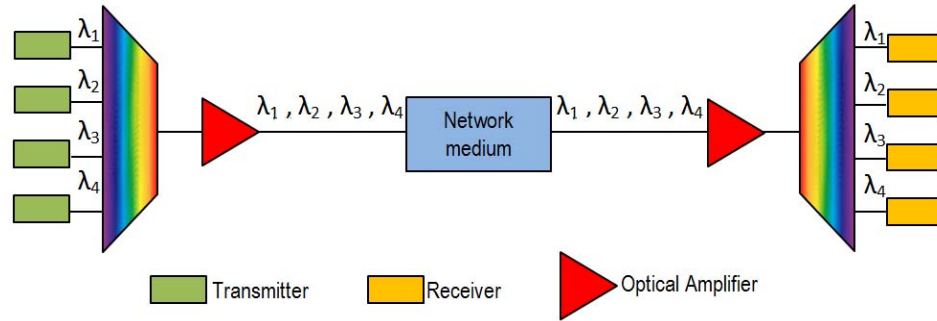 λ1
λ2
λ3
λ4
λ1 , λ2 , λ3 , λ4
Network
medium
λ1 , λ2 , λ3 , λ4
λ1
λ2
λ3
λ4
Transmitter
Receiver
Optical Amplifier